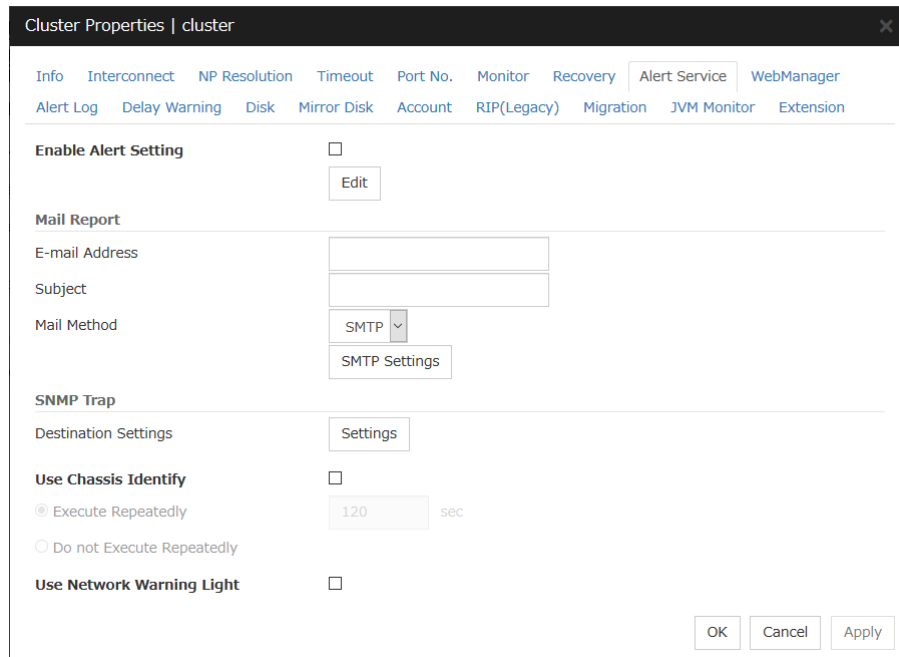 Cluster Properties | cluster
Info Interconnect NP Resolution Timeout Port No. Monitor Recovery Alert Service WebManager
Alert Log Delay Warning Disk Mirror Disk Account RIP(Legacy) Migration JVM Monitor Extension
Enable Alert Setting
Edit
Mail Report
E-mail Address
Subject
Mail Method SMTP
SMTP Settings
SNMP Trap
Destination Settings Settings
Use Chassis Identify
Execute Repeatedly 120 sec
Do not Execute Repeatedly
Use Network Warning Light
OK Cancel Apply